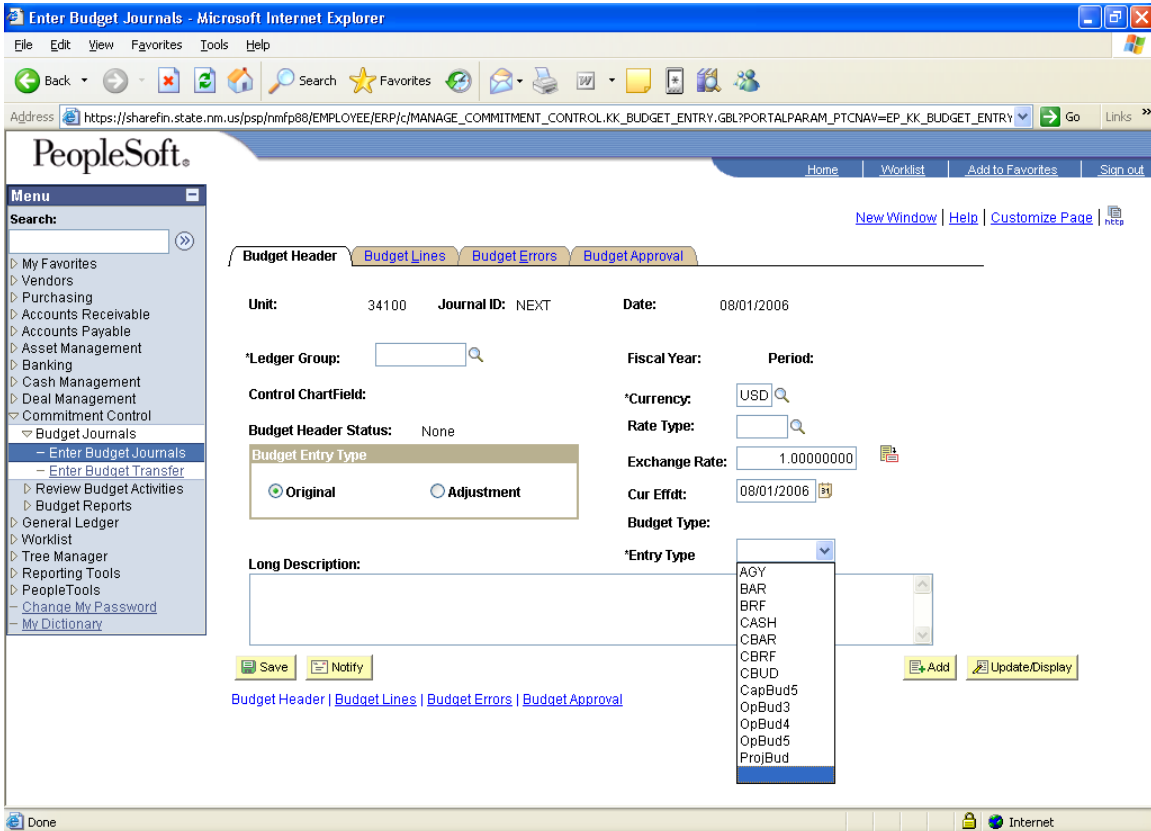 Enter Budget Journals - Microsoft Internet Explorer
File Edit View Favorites Tools Help
Back Search Favorites
Address https://sharefin.state.nm.us/psp/nmfp88/EMPLOYEE/ERP/c/MANAGE_COMMITMENT_CONTROL.KK_BUDGET_ENTRY.GBL?PORTALPARAM_PTCNAV=EP_KK_BUDGET_ENTRY Go Links »
PeopleSoft.
Home Worklist Add to Favorites Sign out
Menu
Search:
My Favorites
Vendors
Purchasing
Accounts Receivable
Accounts Payable
Asset Management
Banking
Cash Management
Deal Management
Commitment Control
Budget Journals
– Enter Budget Journals
– Enter Budget Transfer
Review Budget Activities
Budget Reports
General Ledger
Worklist
Tree Manager
Reporting Tools
PeopleTools
– Change My Password
– My Dictionary
New Window | Help | Customize Page | http
Budget Header Budget Lines Budget Errors Budget Approval
Unit: 34100 Journal ID: NEXT Date: 08/01/2006
*Ledger Group: Fiscal Year: Period:
Control ChartField: *Currency: USD
Budget Header Status: None Rate Type:
Budget Entry Type
Original Adjustment
Exchange Rate: 1.00000000
Cur Effdt: 08/01/2006
Budget Type:
*Entry Type
AGY
BAR
BRF
CASH
CBAR
CBRF
CBUD
CapBud5
OpBud3
OpBud4
OpBud5
ProjBud
Long Description:
Save Notify Add Update/Display
Budget Header | Budget Lines | Budget Errors | Budget Approval
Done Internet